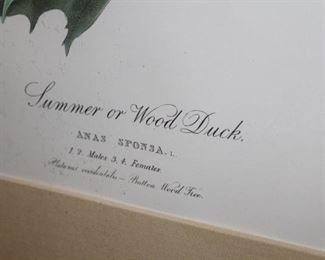 Summer or Wood Duck.
ANAS SPONSA. L.
1. 2. Males 3. 4. Females.
Platanus occidentalis — Button Wood Tree.